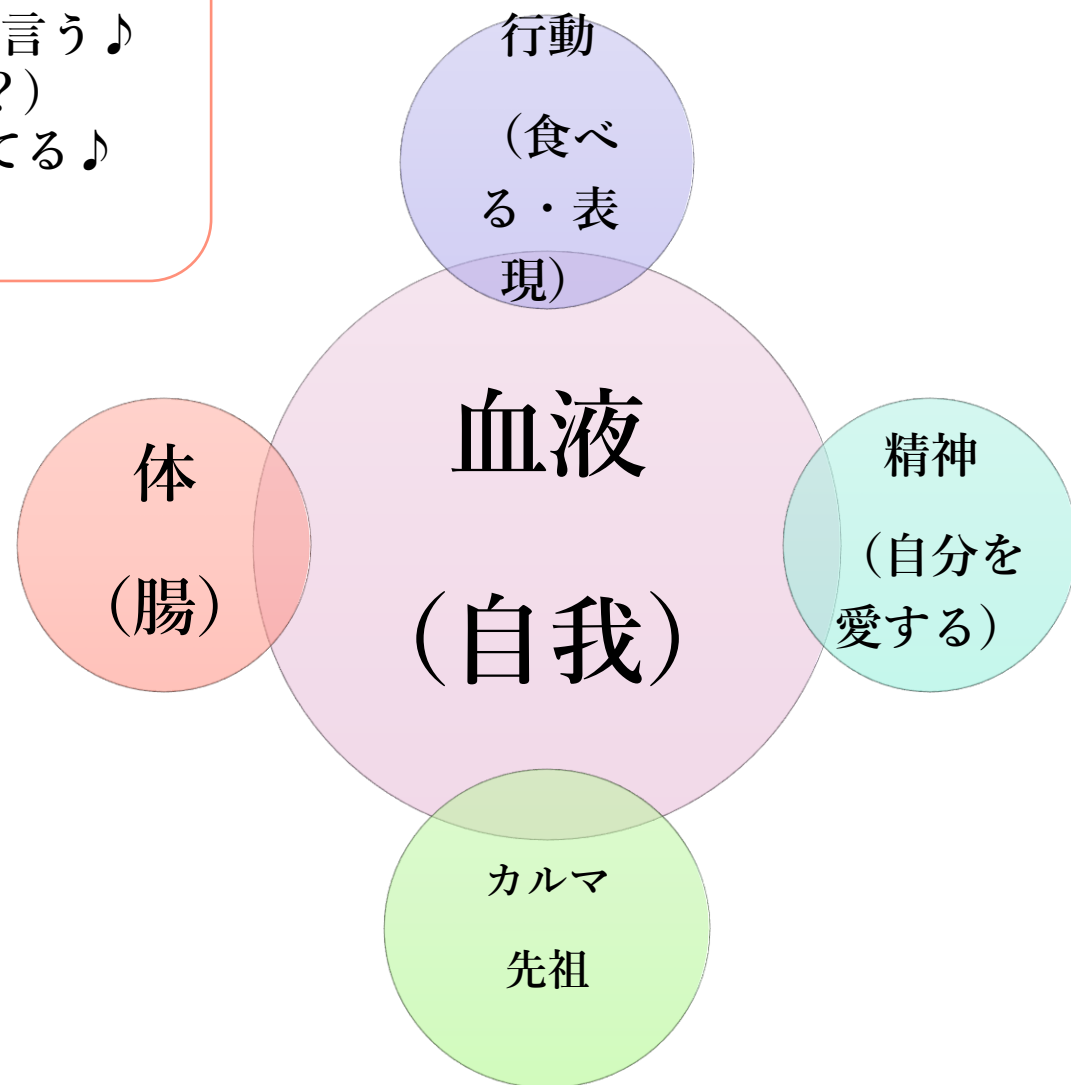 言う♪
?）
てる♪
行動
（食べ
る・表
現）
血液
（自我）
体
（腸）
精神
（自分を
愛する）
カルマ
先祖